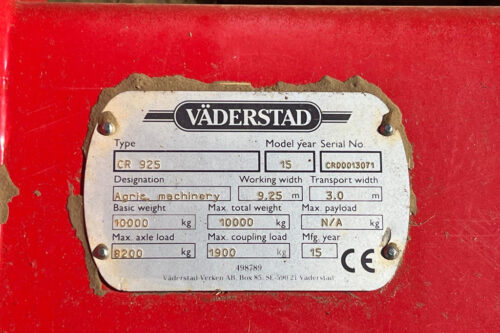 VÄDERSTAD
Type Model year Serial No
CR 925 15 CR00013071
Designation Working width Transport width
Agric. machinery 9.25 m 3.0 m
Basic weight Max. total weight Max. payload
10000 kg 10000 kg N/A kg
Max. axle load Max. coupling load Mfg. year
8200 kg 1900 kg 15 CE
498789
Väderstad-Verken AB, Box 85, SE-590 21 Väderstad